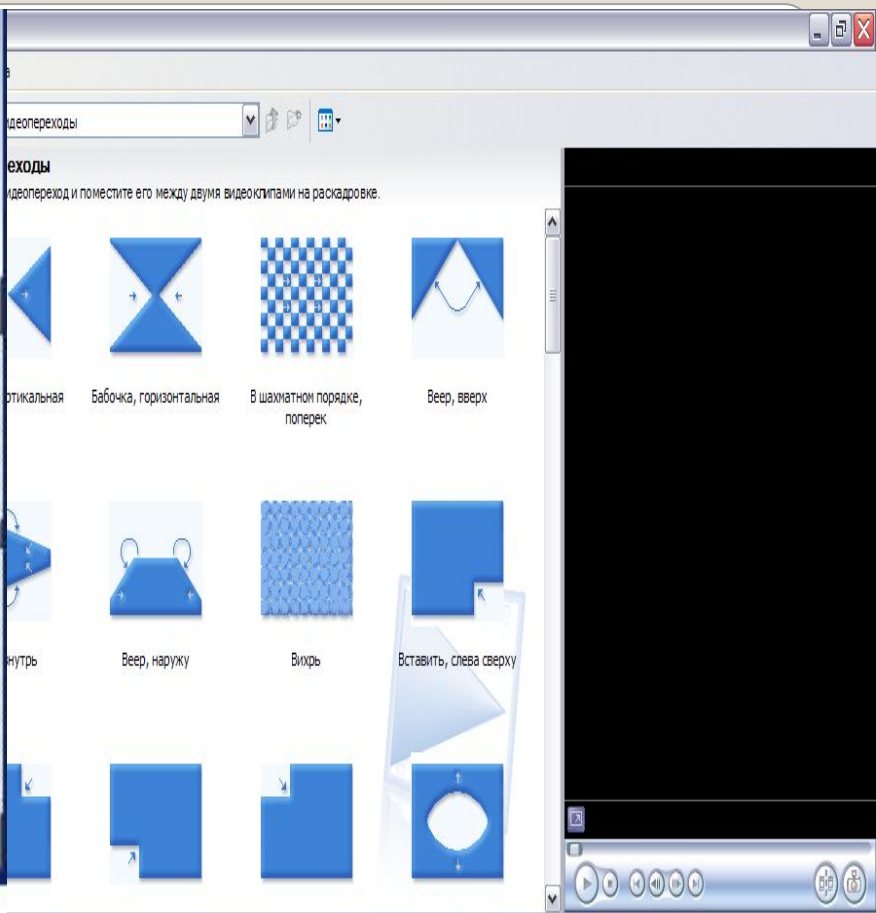 а
идеопереходы
еходы
идеопереход и поместите его между двумя видеоклипами на раскадровке.
ртикальная
Бабочка, горизонтальная
В шахматном порядке,
поперек
Веер, вверх
нутрь
Веер, наружу
Вихрь
Вставить, слева сверху